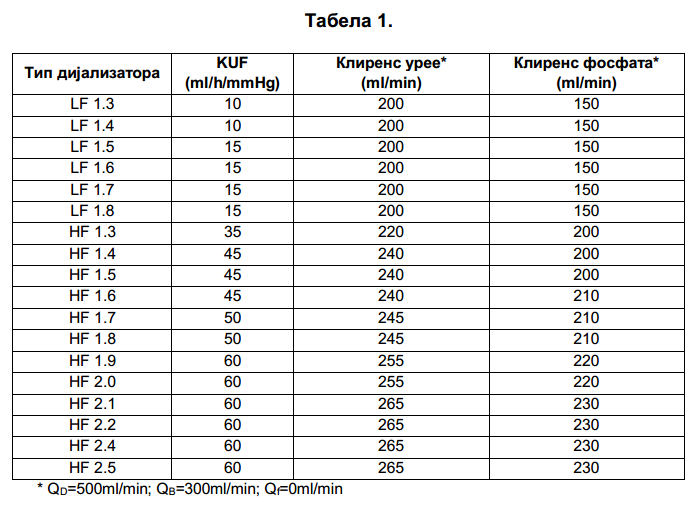 Табела 1.
Тип дијализатора KUF (ml/h/mmHg) Клиренс урее* (ml/min) Клиренс фосфата* (ml/min)
LF 1.3 10 200 150
LF 1.4 10 200 150
LF 1.5 15 200 150
LF 1.6 15 200 150
LF 1.7 15 200 150
LF 1.8 15 200 150
HF 1.3 35 220 200
HF 1.4 45 240 200
HF 1.5 45 240 200
HF 1.6 45 240 210
HF 1.7 50 245 210
HF 1.8 50 245 210
HF 1.9 60 255 220
HF 2.0 60 255 220
HF 2.1 60 265 230
HF 2.2 60 265 230
HF 2.4 60 265 230
HF 2.5 60 265 230
* QD=500ml/min; QB=300ml/min; Qf=0ml/min